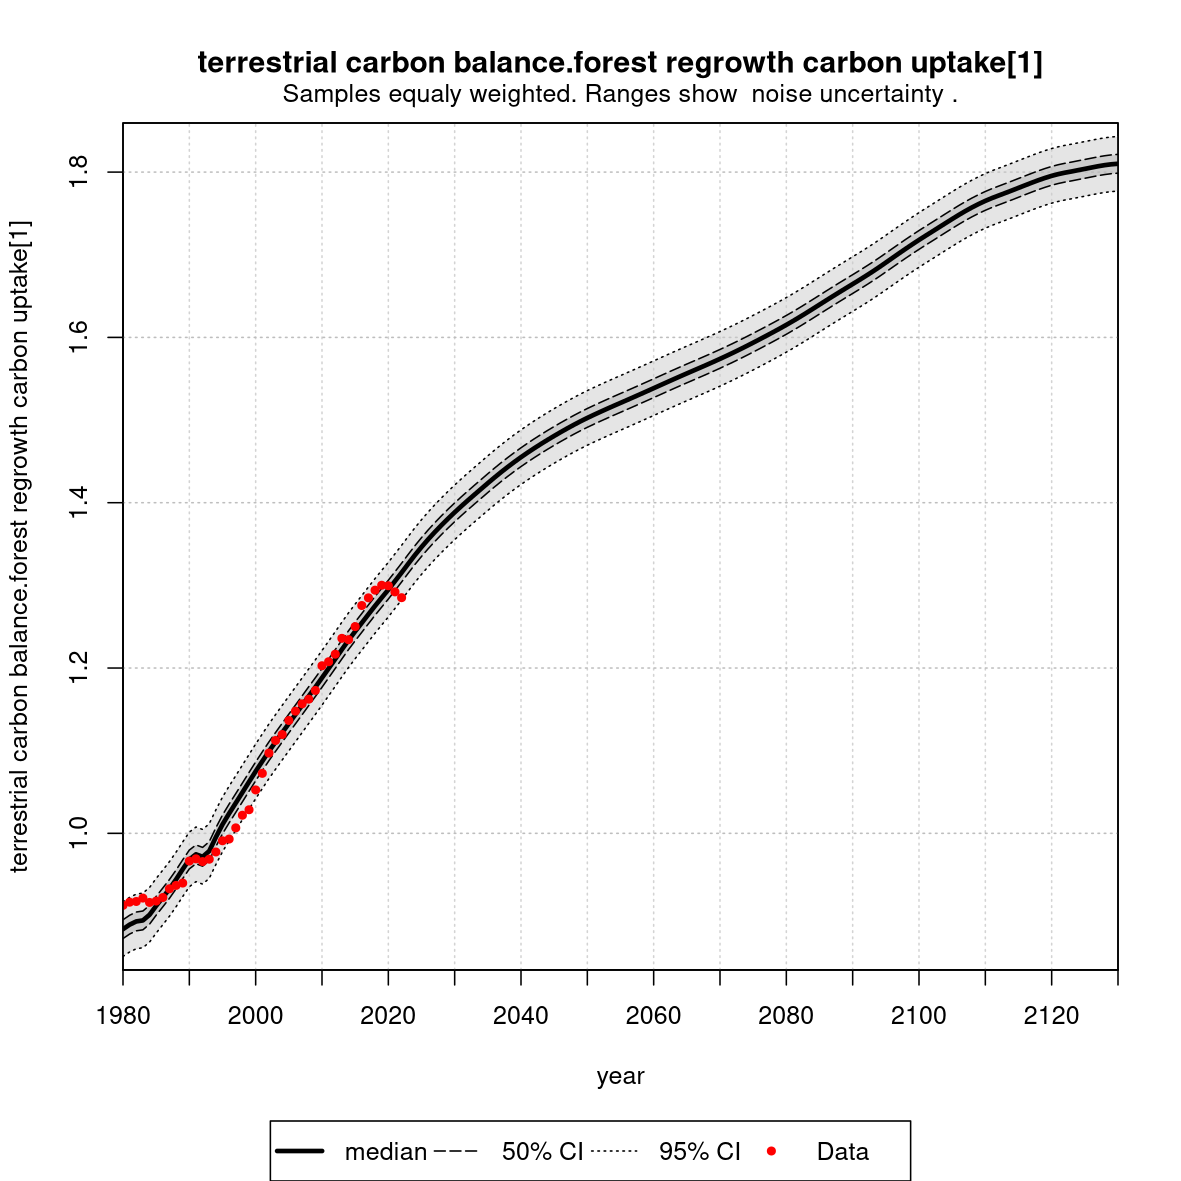 terrestrial carbon balance.forest regrowth carbon uptake[1]
Samples equaly weighted. Ranges show  noise uncertainty .
terrestrial carbon balance.forest regrowth carbon uptake[1]
1.8
1.6
1.4
1.2
1.0
1980 2000 2020 2040 2060 2080 2100 2120
year
median 50% CI 95% CI Data